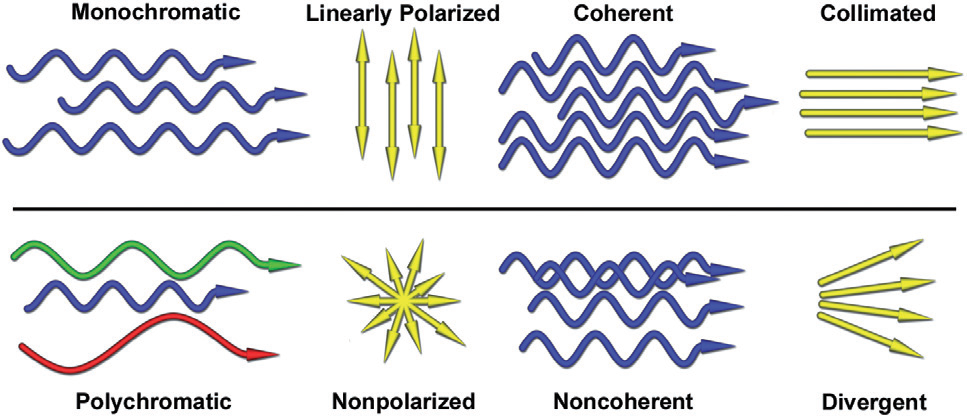 Monochromatic
Linearly Polarized
Coherent
Collimated
Polychromatic
Nonpolarized
Noncoherent
Divergent